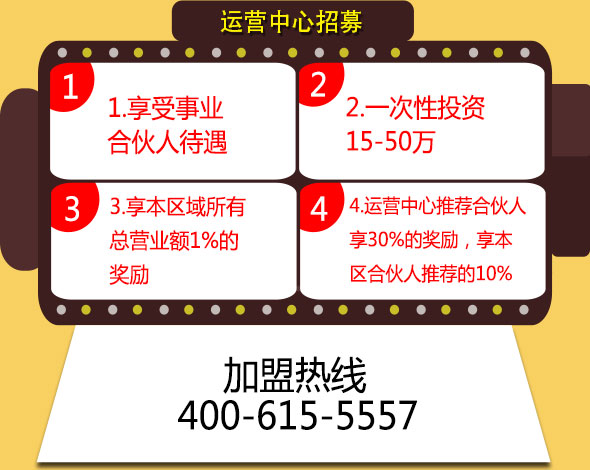 运营中心招募
1
1.享受事业
合伙人待遇
2
2.一次性投资
15-50万
3
3.享本区域所有
总营业额1%的
奖励
4
4.运营中心推荐合伙人
享30%的奖励，享本
区合伙人推荐的10%
加盟热线
400-615-5557